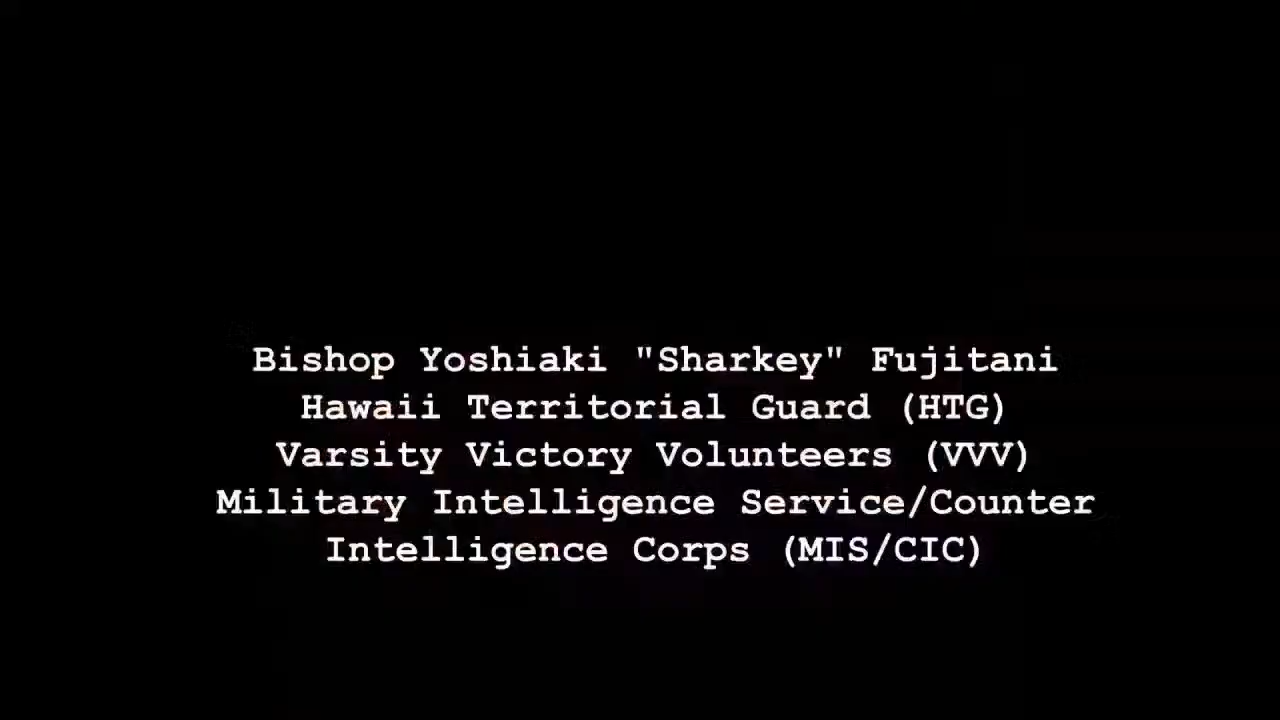 Bishop Yoshiaki "Sharkey" Fujitani
Hawaii Territorial Guard (HTG)
Varsity Victory Volunteers (VVV)
Military Intelligence Service/Counter
Intelligence Corps (MIS/CIC)